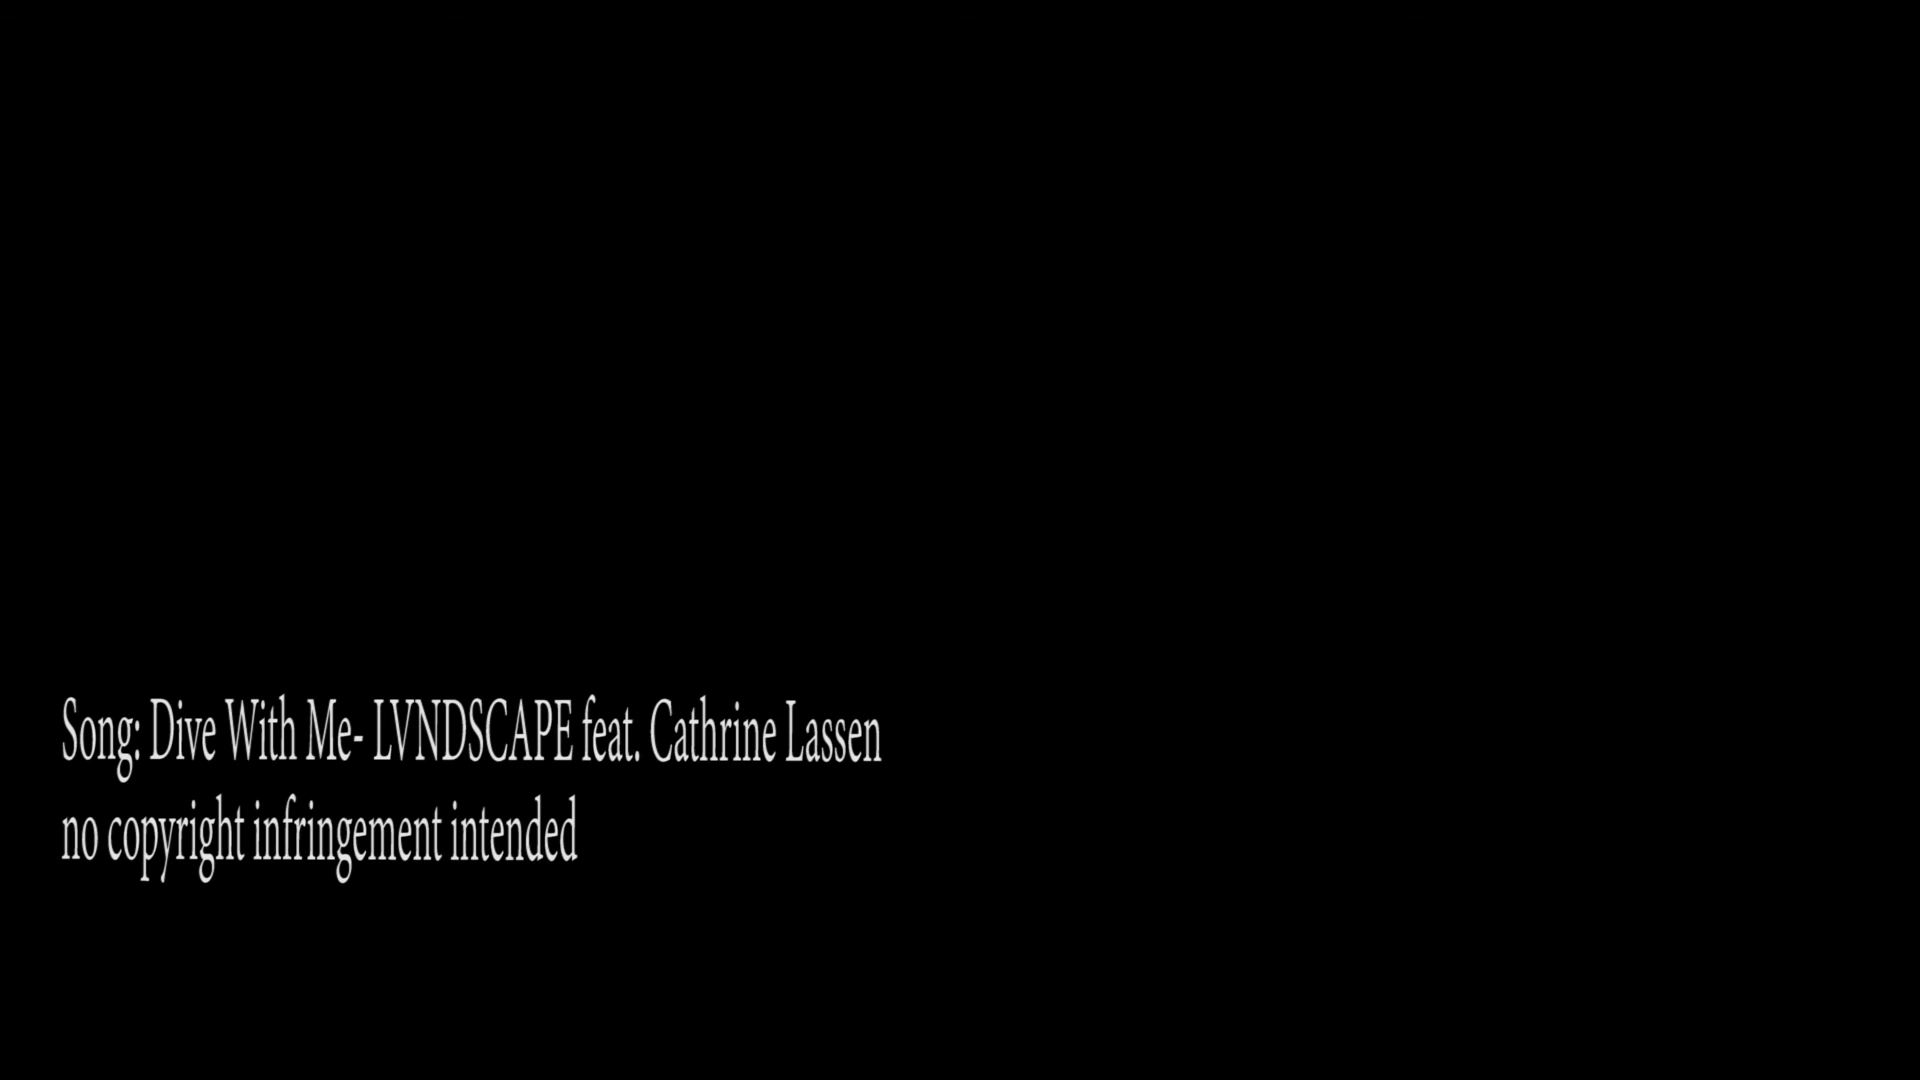 Song: Dive With Me- LVNDSCAPE feat. Cathrine Lassen
no copyright infringement intended